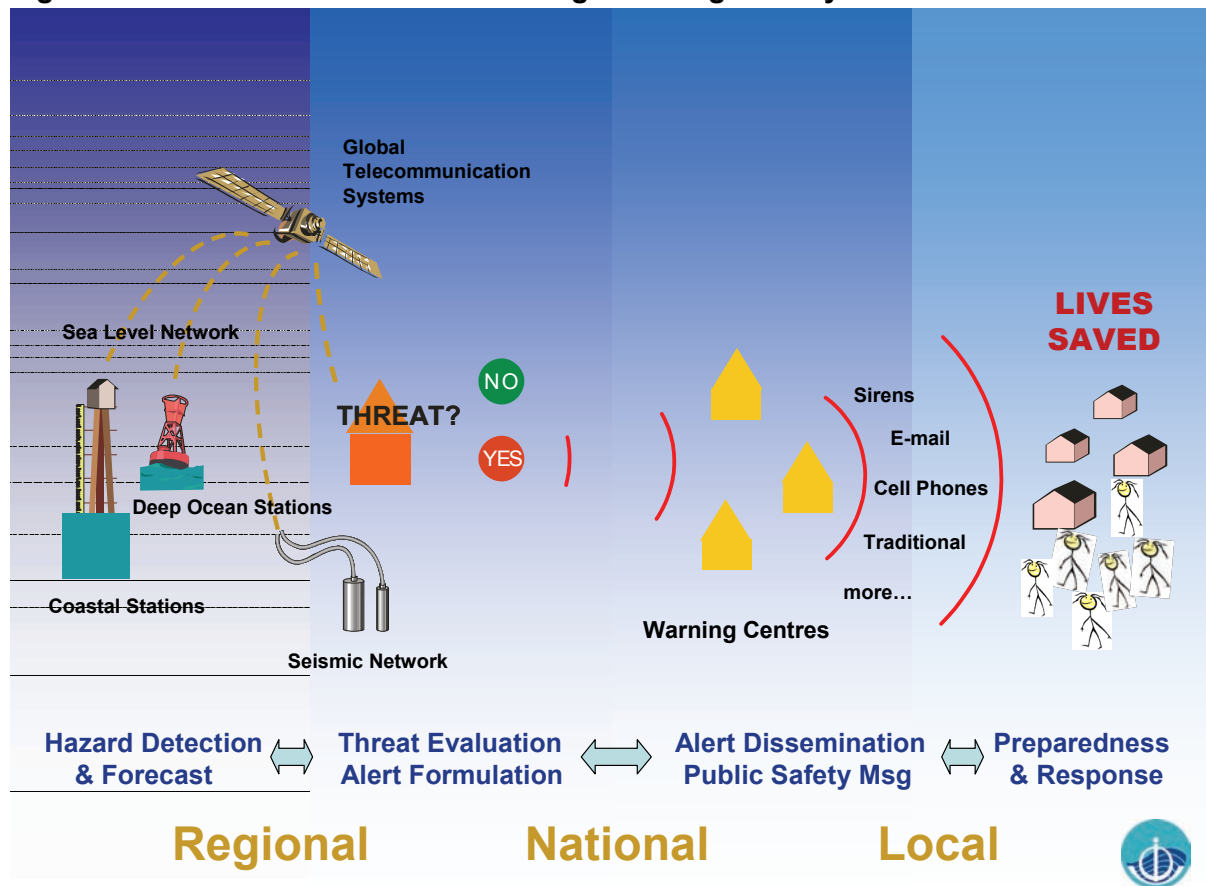 Global
Telecommunication
Systems
LIVES
SAVED
Sea Level Network
NO
THREAT?
YES
Sirens
E-mail
Cell Phones
Traditional
more…
Deep Ocean Stations
Coastal Stations
Seismic Network
Warning Centres
Hazard Detection
& Forecast
Threat Evaluation
Alert Formulation
Alert Dissemination
Public Safety Msg
Preparedness
& Response
Regional
National
Local